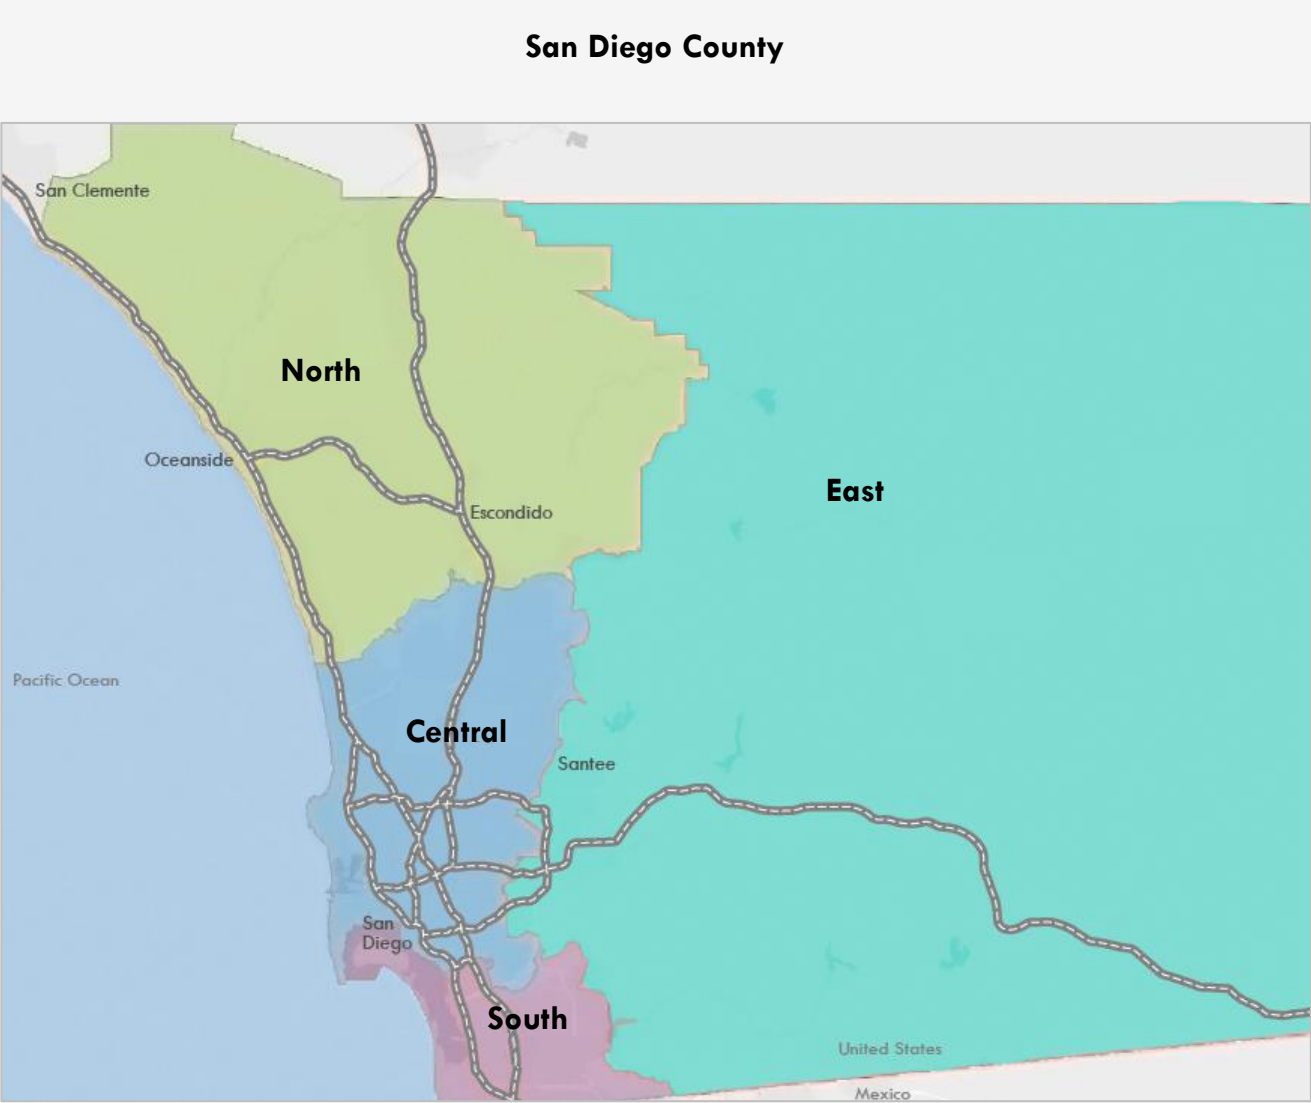 San Diego County
San Clemente
North
Oceanside
East
Escondido
Pacific Ocean
Central
Santee
San
Diego
South
United States
Mexico